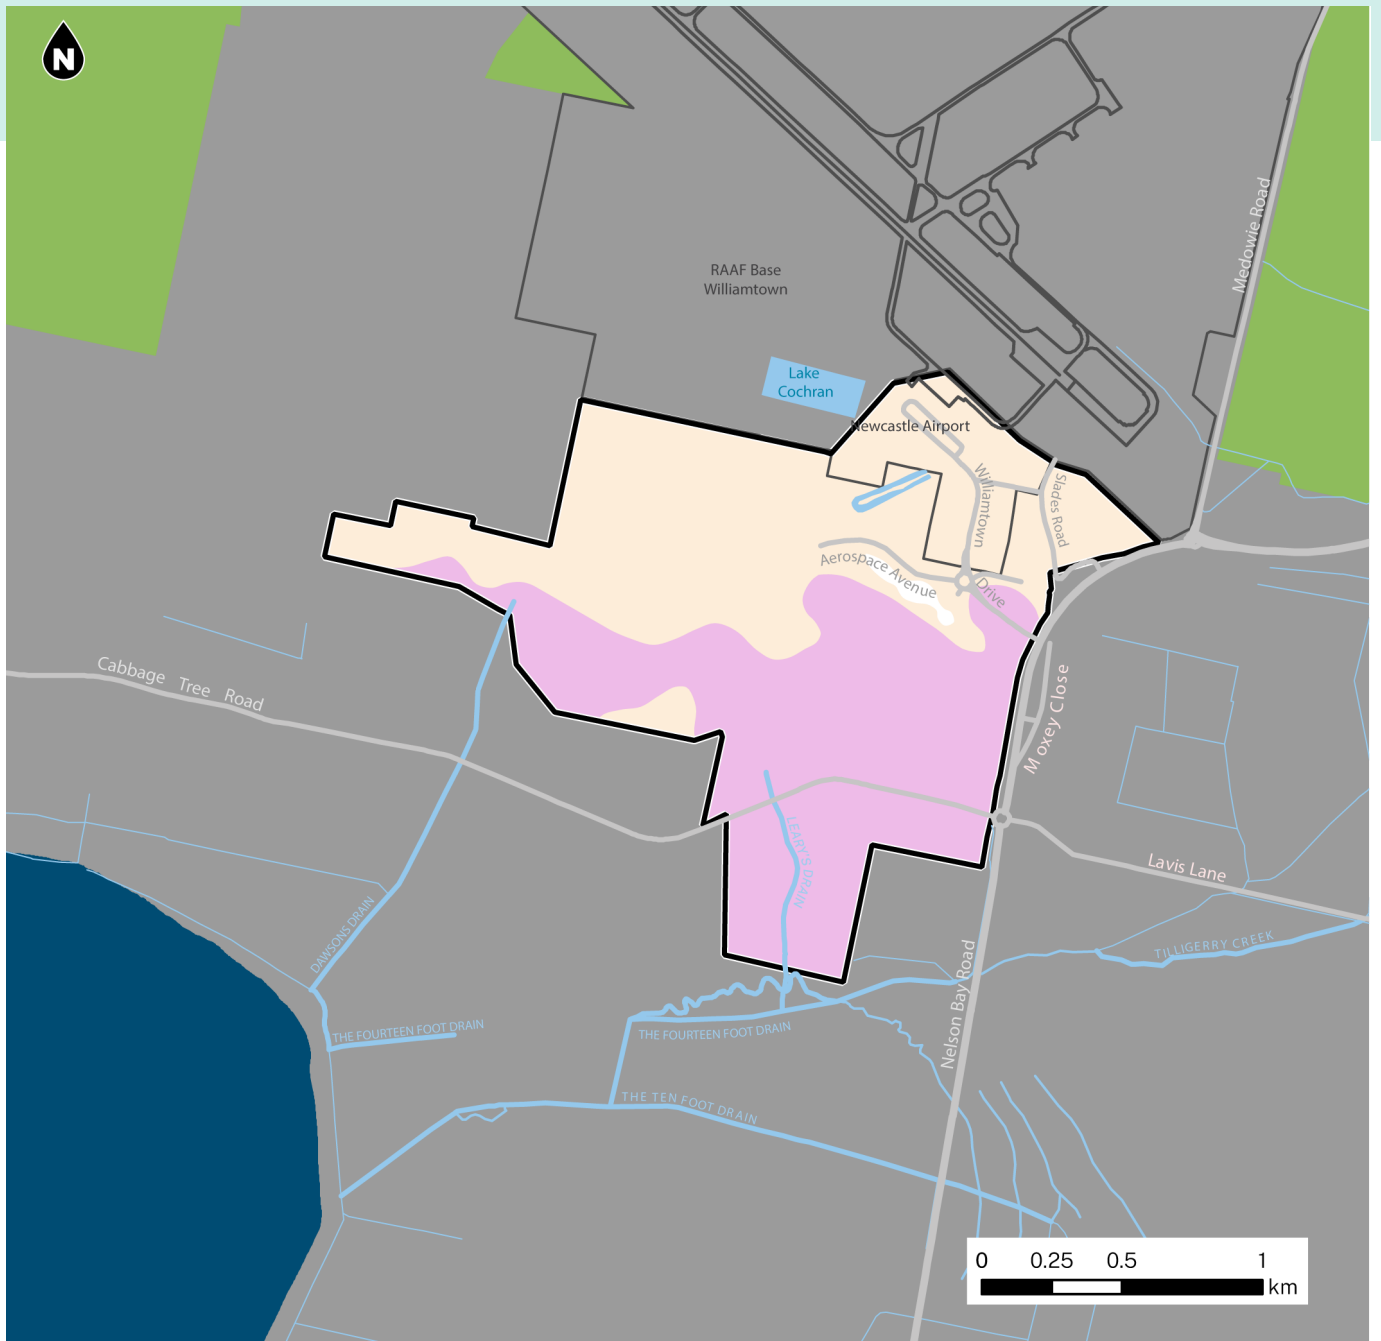 N
Medowie Road
RAAF Base
Williamtown
Lake
Cochran
Newcastle Airport
Williamtown
Drive
Slades Road
Aerospace Avenue
Cabbage Tree Road
Moxey Close
LEARY'S DRAIN
Lavis Lane
DAWSONS DRAIN
TILLIGERRY CREEK
Nelson Bay Road
THE FOURTEEN FOOT DRAIN
THE FOURTEEN FOOT DRAIN
THE TEN FOOT DRAIN
0 0.25 0.5 1
km